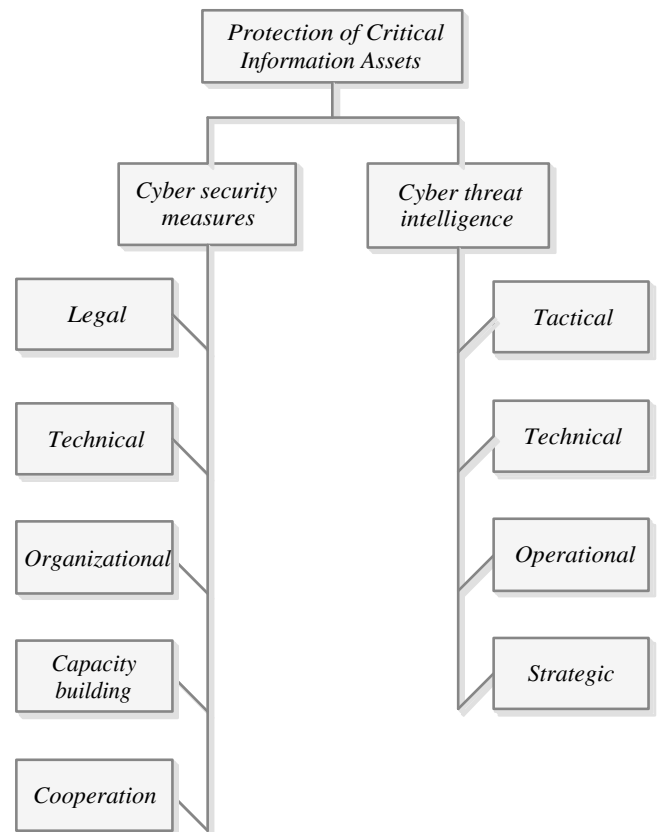 Protection of Critical
Information Assets
Cyber security
measures
Cyber threat
intelligence
Legal
Technical
Organizational
Capacity
building
Cooperation
Tactical
Technical
Operational
Strategic